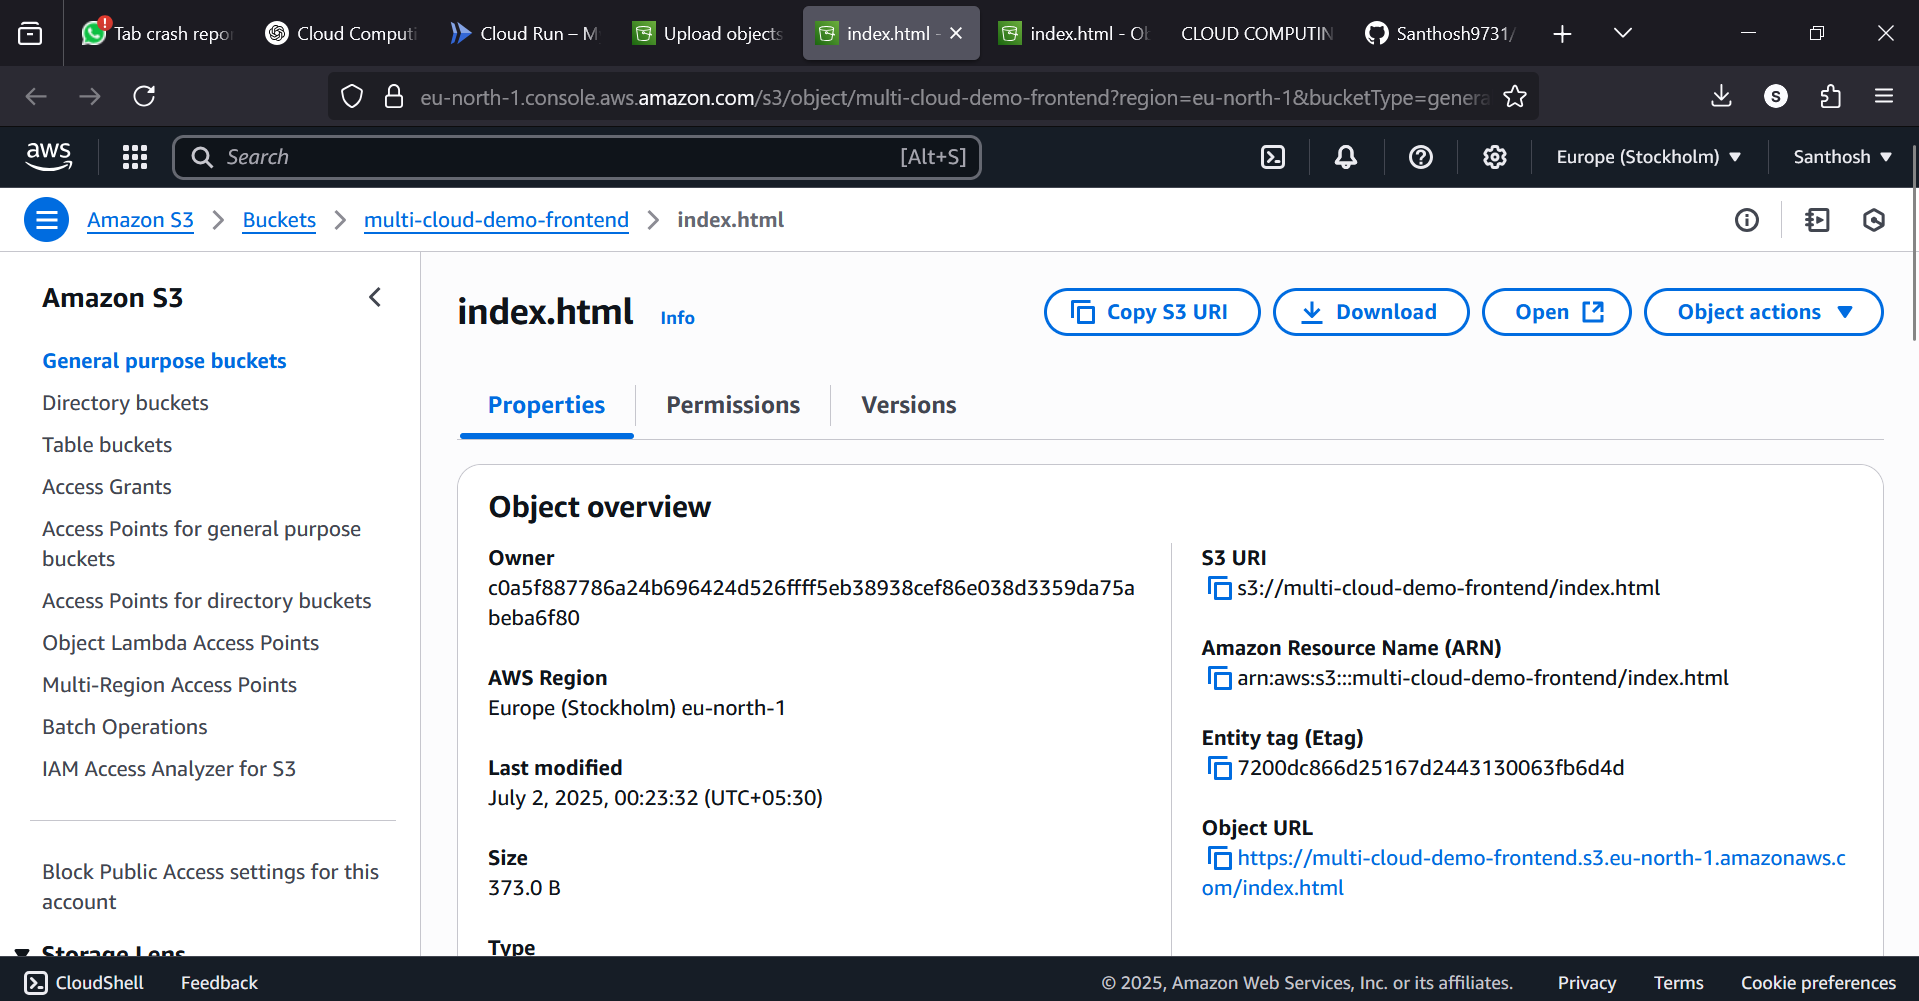 Tab crash repor
Cloud Computi
Cloud Run – M
Upload objects
index.html -
index.html - Ob
CLOUD COMPUTIN
Santhosh9731/
eu-north-1.console.aws.amazon.com/s3/object/multi-cloud-demo-frontend?region=eu-north-1&bucketType=genera
S
aws
Search
[Alt+S]
Europe (Stockholm)
Santhosh
Amazon S3
Buckets
multi-cloud-demo-frontend
index.html
Amazon S3
General purpose buckets
Directory buckets
Table buckets
Access Grants
Access Points for general purpose
buckets
Access Points for directory buckets
Object Lambda Access Points
Multi-Region Access Points
Batch Operations
IAM Access Analyzer for S3
Block Public Access settings for this
account
Storage Lens
index.html
Info
Copy S3 URI
Download
Open
Object actions
Properties
Permissions
Versions
Object overview
Owner
c0a5f887786a24b696424d526ffff5eb38938cef86e038d3359da75a
beba6f80
AWS Region
Europe (Stockholm) eu-north-1
Last modified
July 2, 2025, 00:23:32 (UTC+05:30)
Size
373.0 B
Type
S3 URI
s3://multi-cloud-demo-frontend/index.html
Amazon Resource Name (ARN)
arn:aws:s3:::multi-cloud-demo-frontend/index.html
Entity tag (Etag)
7200dc866d25167d2443130063fb6d4d
Object URL
https://multi-cloud-demo-frontend.s3.eu-north-1.amazonaws.c
om/index.html
CloudShell
Feedback
© 2025, Amazon Web Services, Inc. or its affiliates.
Privacy
Terms
Cookie preferences